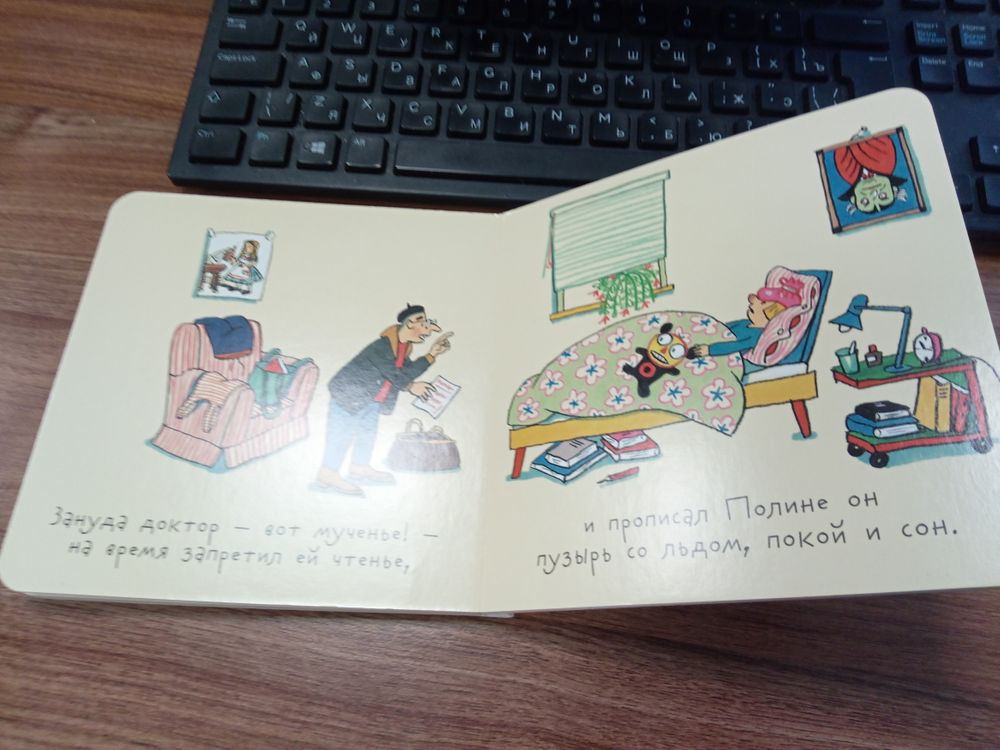 Зануда доктор – вот мученье! –
на время запретил ей чтенье,
и прописал Полине он
пузырь со льдом, покой и сон.